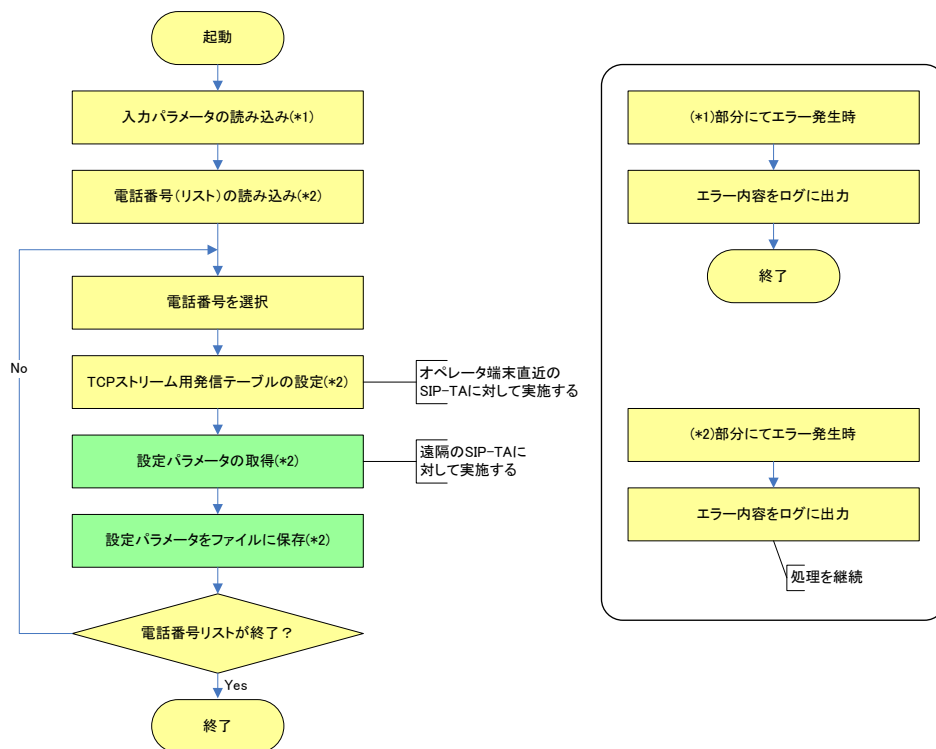 起動
入力パラメータの読み込み(*1)
電話番号(リスト)の読み込み(*2)
電話番号を選択
No
TCPストリーム用発信テーブルの設定(*2)
オペレータ端末直近の
SIP-TAに対して実施する
設定パラメータの取得(*2)
遠隔のSIP-TAに
対して実施する
設定パラメータをファイルに保存(*2)
電話番号リストが終了?
Yes
終了
(*1)部分にてエラー発生時
エラー内容をログに出力
終了
(*2)部分にてエラー発生時
エラー内容をログに出力
処理を継続